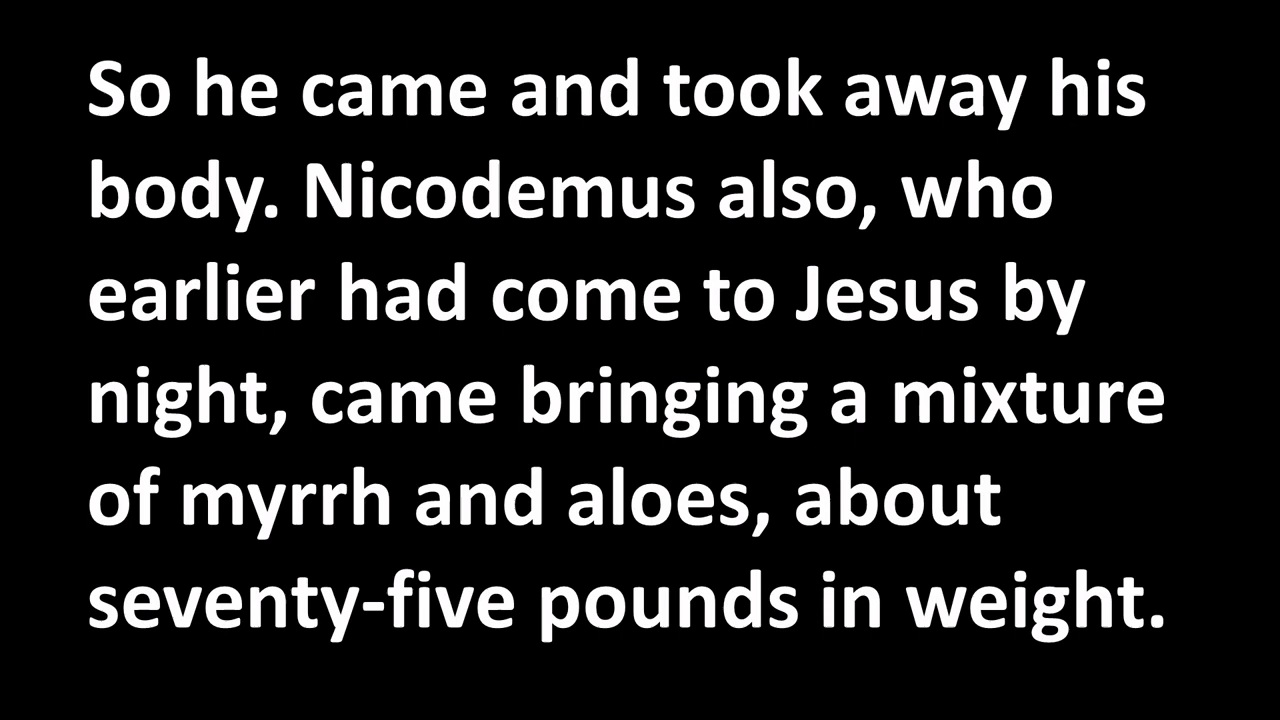 So he came and took away his
body. Nicodemus also, who
earlier had come to Jesus by
night, came bringing a mixture
of myrrh and aloes, about
seventy-five pounds in weight.